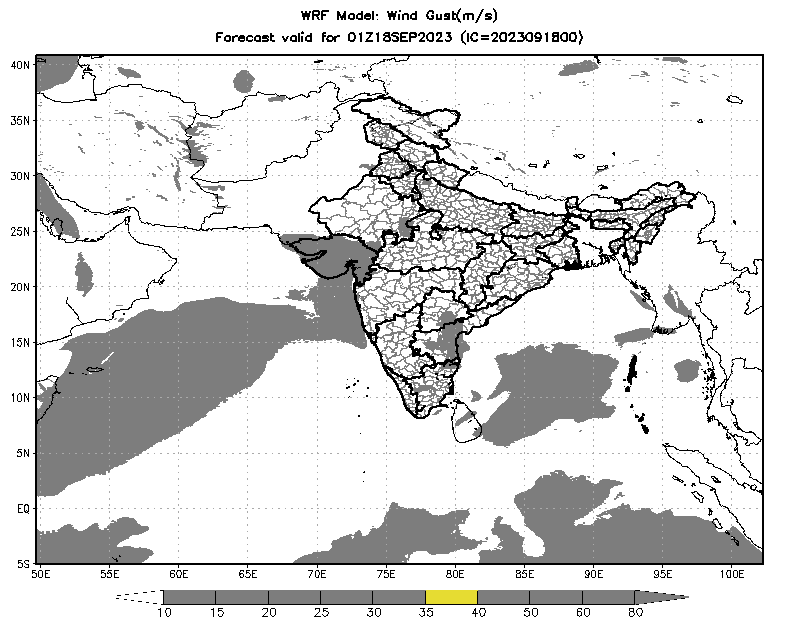 WRF Model: Wind Gust(m/s)
Forecast valid for 01Z18SEP2023 (IC=2023091800)
40N
35N
30N
25N
20N
15N
10N
5N
EQ
5S
50E 55E 60E 65E 70E 75E 80E 85E 90E 95E 100E
10 15 20 25 30 35 40 50 60 80